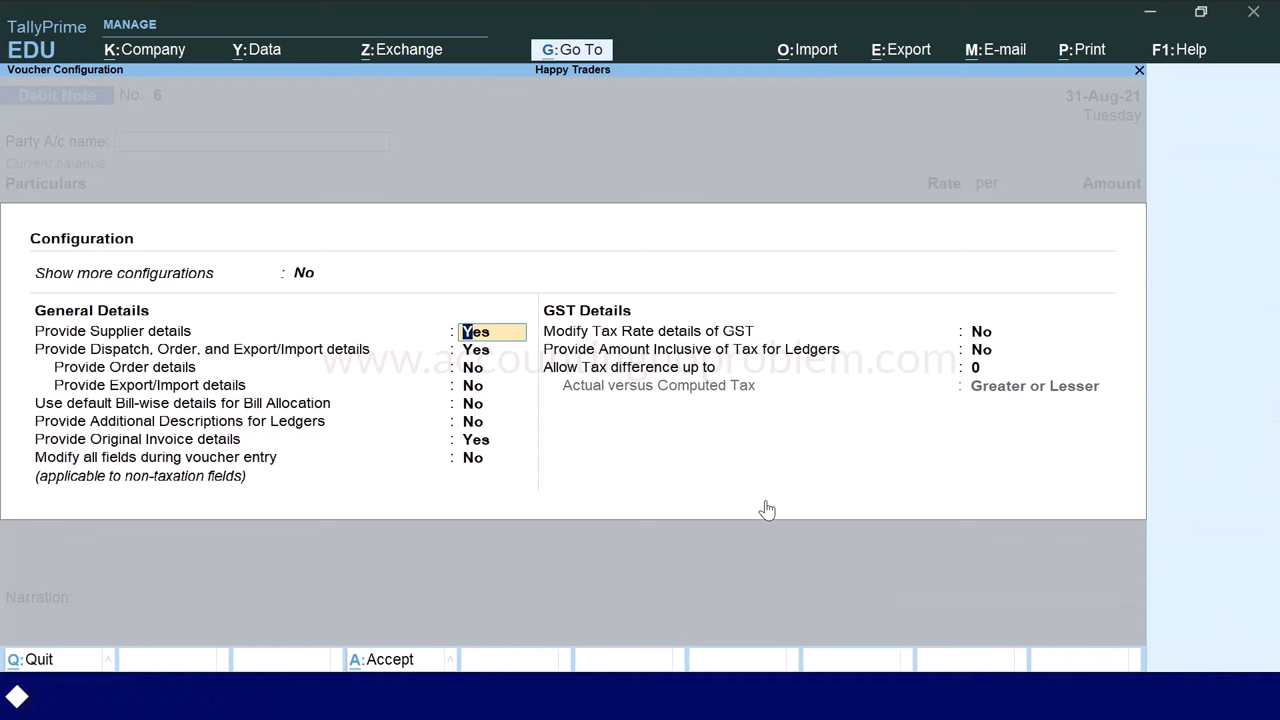 TallyPrime MANAGE
EDU K:Company Y:Data Z:Exchange G:Go To O:Import E:Export M:E-mail P:Print F1:Help
Voucher Configuration Happy Traders
Debit Note No. 6 31-Aug-21
Tuesday
Party A/c name:
Current balance:
Particulars Rate per Amount
Configuration
Show more configurations : No
General Details
Provide Supplier details : Yes
Provide Dispatch, Order, and Export/Import details : Yes
Provide Order details : No
Provide Export/Import details : No
Use default Bill-wise details for Bill Allocation : No
Provide Additional Descriptions for Ledgers : No
Provide Original Invoice details : Yes
Modify all fields during voucher entry : No
(applicable to non-taxation fields)
GST Details
Modify Tax Rate details of GST : No
Provide Amount Inclusive of Tax for Ledgers : No
Allow Tax difference up to : 0
Actual versus Computed Tax : Greater or Lesser
www.accountingnoproblem.com
Narration:
Q:Quit A:Accept